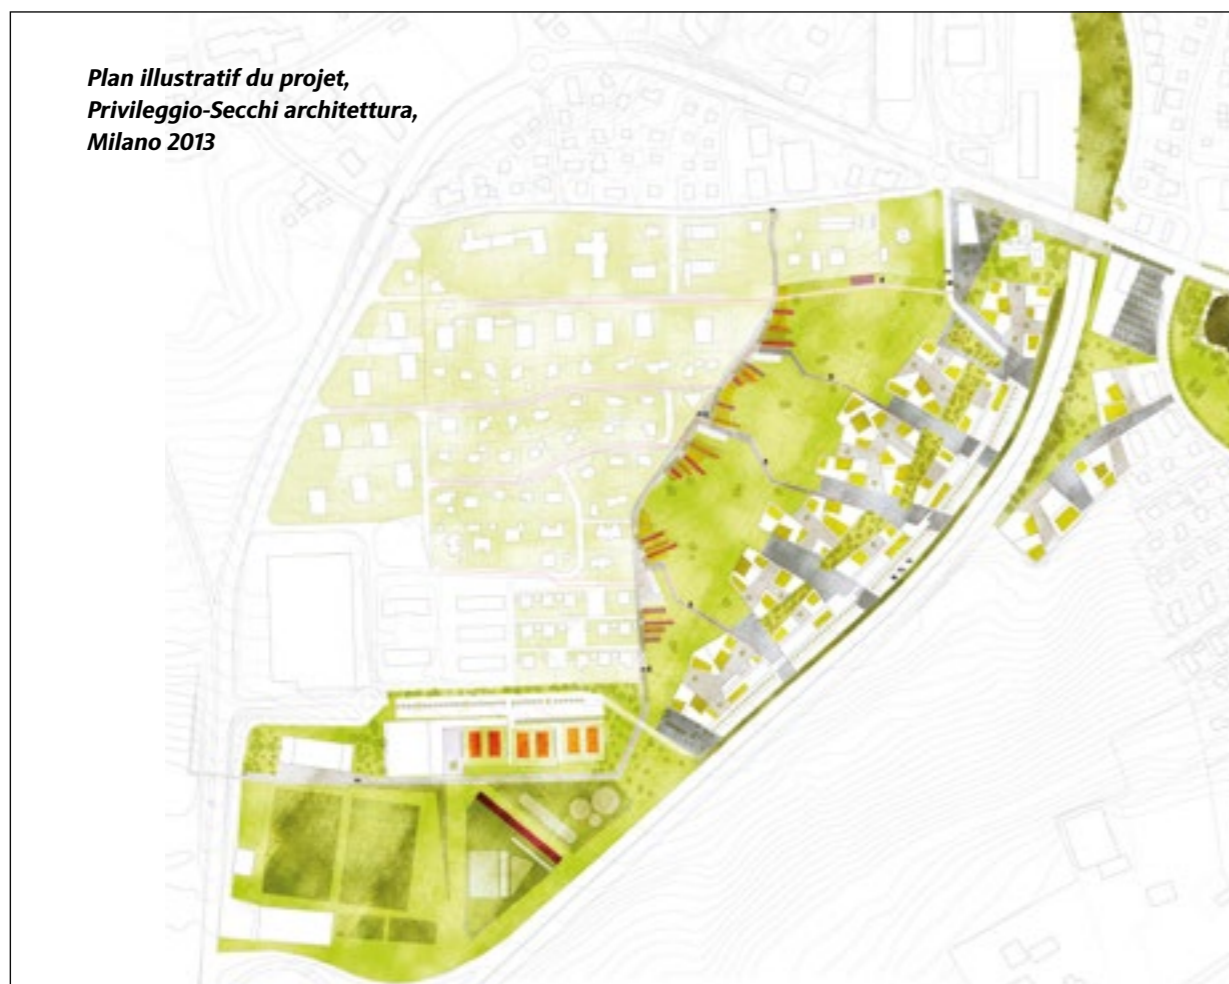 Plan illustratif du projet,
Privileggio-Secchi architettura,
Milano 2013